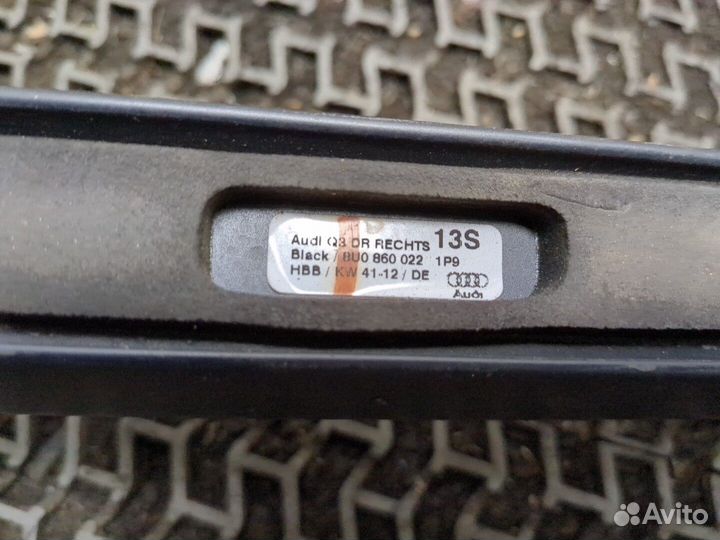 Audi Q3 DR RECHTS 13S
Black / 8U0 860 022 1P9
HBB / KW 41-12 / DE
Audi
Avito